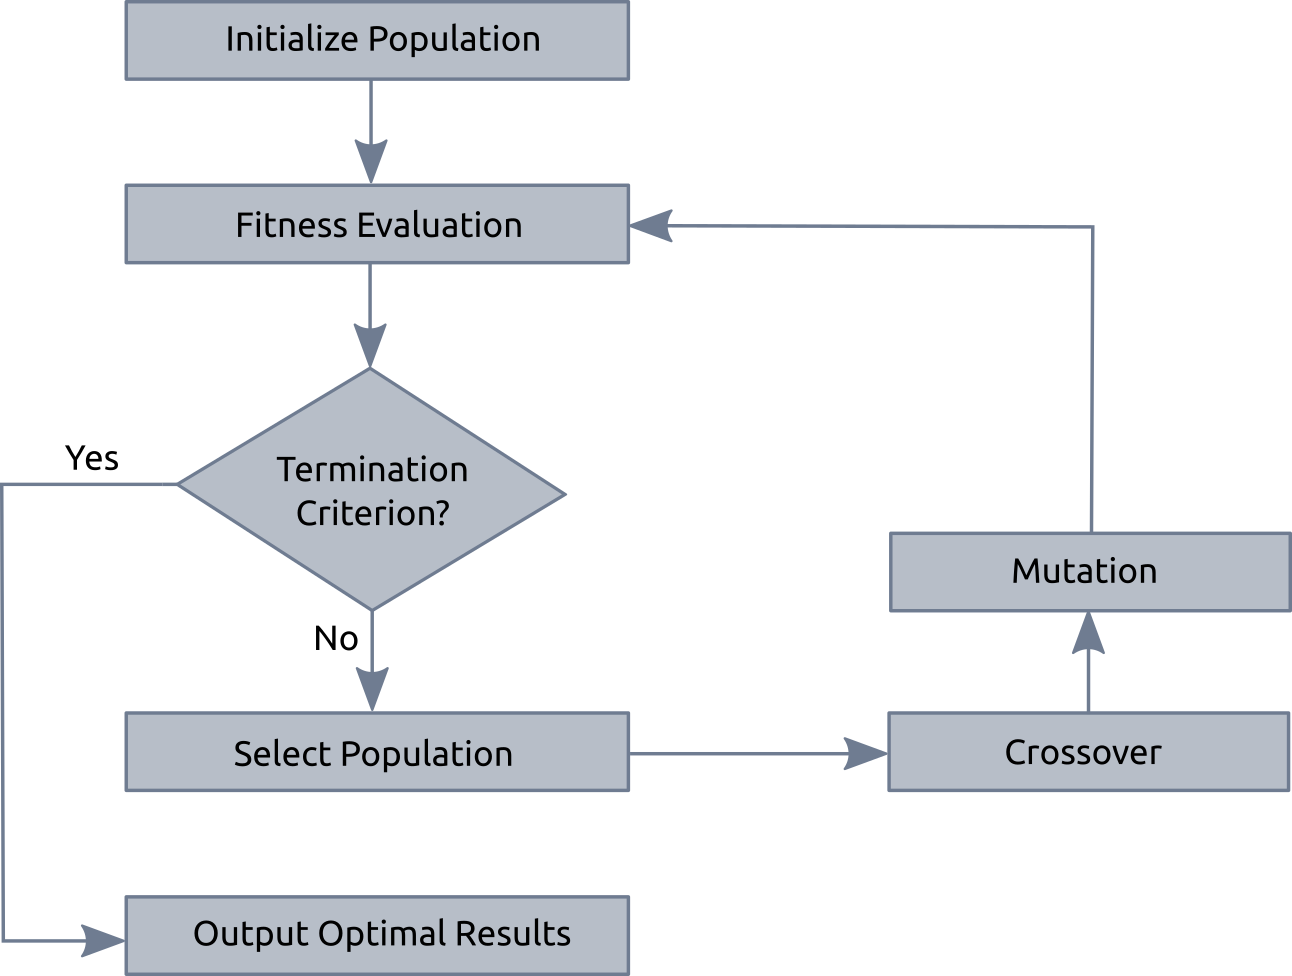 Initialize Population
Fitness Evaluation
Yes
Termination
Criterion?
No
Select Population
Crossover
Mutation
Output Optimal Results